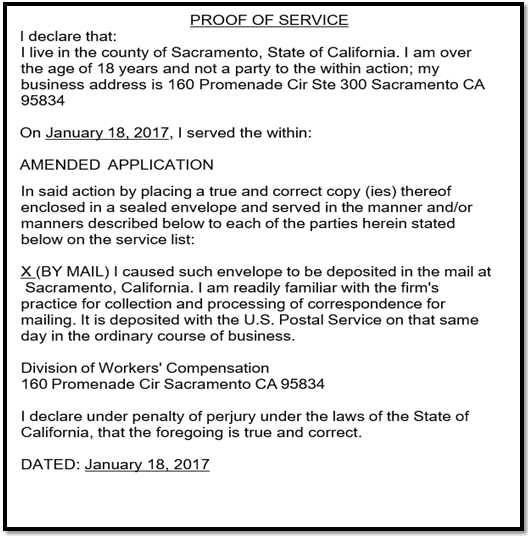 PROOF OF SERVICE
I declare that:
I live in the county of Sacramento, State of California. I am over
the age of 18 years and not a party to the within action; my
business address is 160 Promenade Cir Ste 300 Sacramento CA
95834
On January 18, 2017, I served the within:
AMENDED APPLICATION
In said action by placing a true and correct copy (ies) thereof
enclosed in a sealed envelope and served in the manner and/or
manners described below to each of the parties herein stated
below on the service list:
X (BY MAIL) I caused such envelope to be deposited in the mail at
Sacramento, California. I am readily familiar with the firm's
practice for collection and processing of correspondence for
mailing. It is deposited with the U.S. Postal Service on that same
day in the ordinary course of business.
Division of Workers' Compensation
160 Promenade Cir Sacramento CA 95834
I declare under penalty of perjury under the laws of the State of
California, that the foregoing is true and correct.
DATED: January 18, 2017